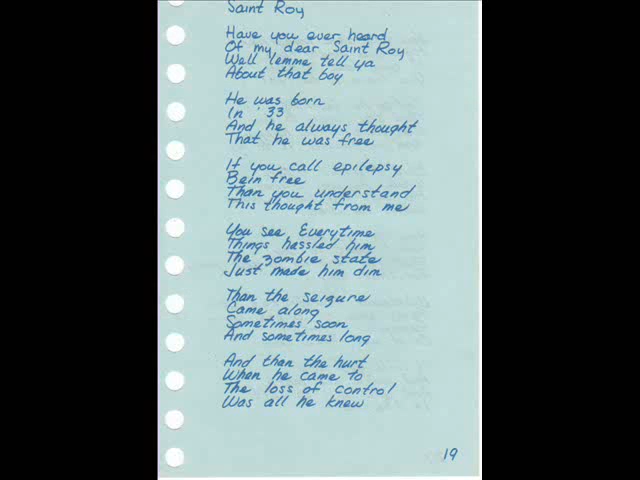 Saint Roy
Have you ever heard
Of my dear Saint Roy
Well lemme tell ya
About that boy
He was born
In '33
And he always thought
That he was free
If you call epilepsy
Bein free
Than you understand
This thought from me
You see Everytime
Things hassled him
The zombie state
Just made him dim
Than the seizure
Came along
Sometimes soon
And sometimes long
And than the hurt
When he came to
The loss of control
Was all he knew
19